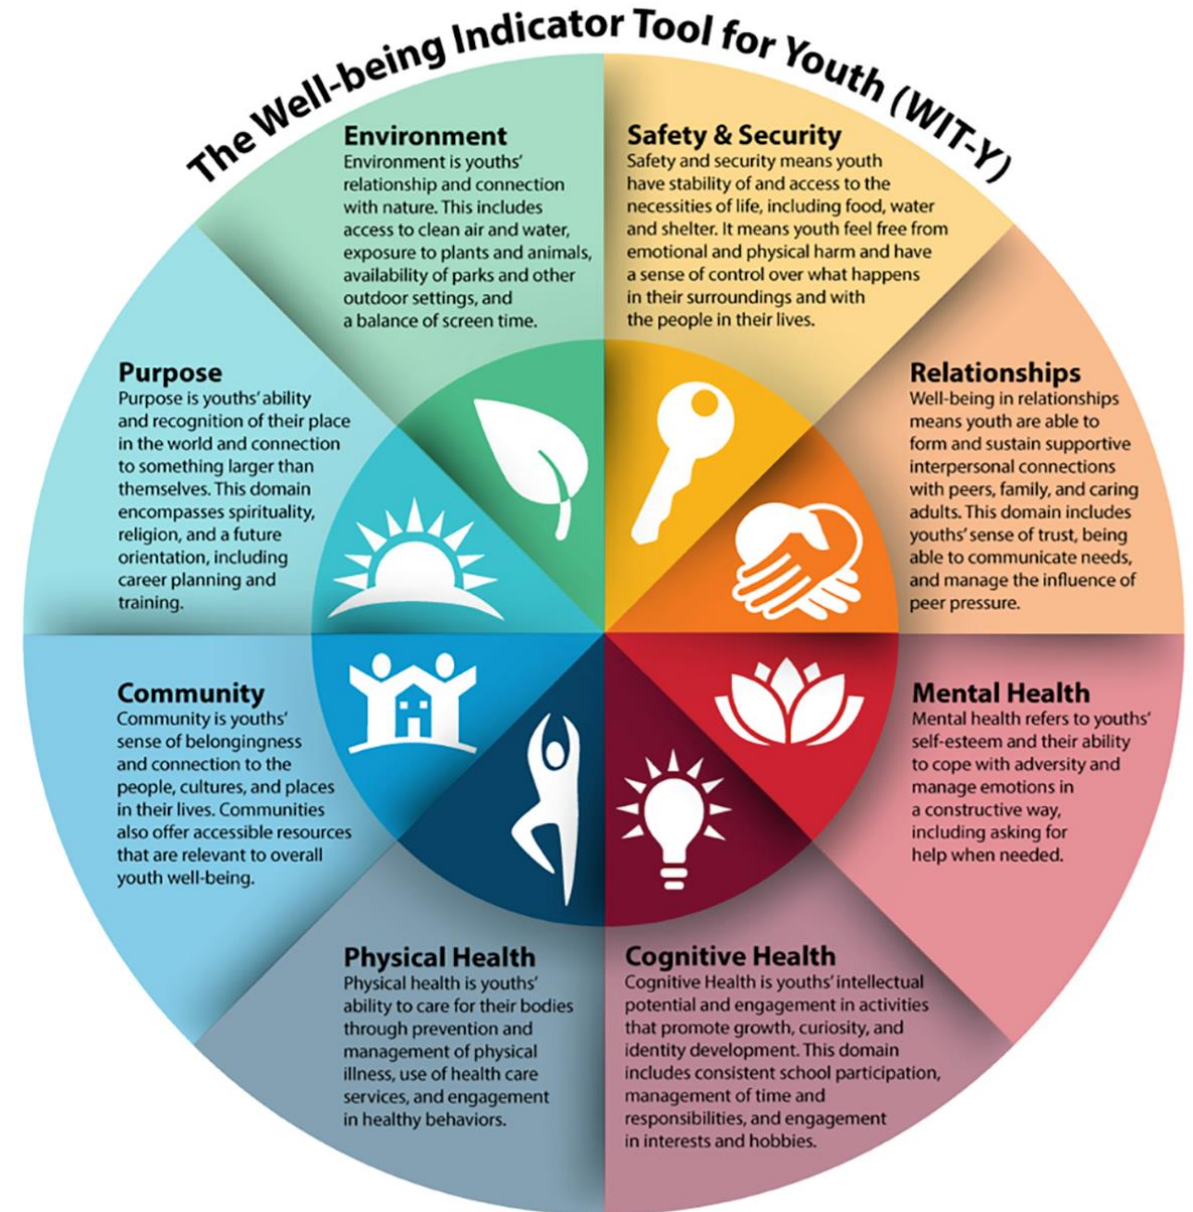 The Well-being Indicator Tool for Youth (WIT-Y)
Environment
Environment is youths'
relationship and connection
with nature. This includes
access to clean air and water,
exposure to plants and animals,
availability of parks and other
outdoor settings, and
a balance of screen time.
Safety & Security
Safety and security means youth
have stability of and access to the
necessities of life, including food, water
and shelter. It means youth feel free from
emotional and physical harm and have
a sense of control over what happens
in their surroundings and with
the people in their lives.
Purpose
Purpose is youths' ability
and recognition of their place
in the world and connection
to something larger than
themselves. This domain
encompasses spirituality,
religion, and a future
orientation, including
career planning and
training.
Relationships
Well-being in relationships
means youth are able to
form and sustain supportive
interpersonal connections
with peers, family, and caring
adults. This domain includes
youths' sense of trust, being
able to communicate needs,
and manage the influence of
peer pressure.
Community
Community is youths'
sense of belongingness
and connection to the
people, cultures, and places
in their lives. Communities
also offer accessible resources
that are relevant to overall
youth well-being.
Mental Health
Mental health refers to youths'
self-esteem and their ability
to cope with adversity and
manage emotions in
a constructive way,
including asking for
help when needed.
Physical Health
Physical health is youths'
ability to care for their bodies
through prevention and
management of physical
illness, use of health care
services, and engagement
in healthy behaviors.
Cognitive Health
Cognitive Health is youths' intellectual
potential and engagement in activities
that promote growth, curiosity, and
identity development. This domain
includes consistent school participation,
management of time and
responsibilities, and engagement
in interests and hobbies.